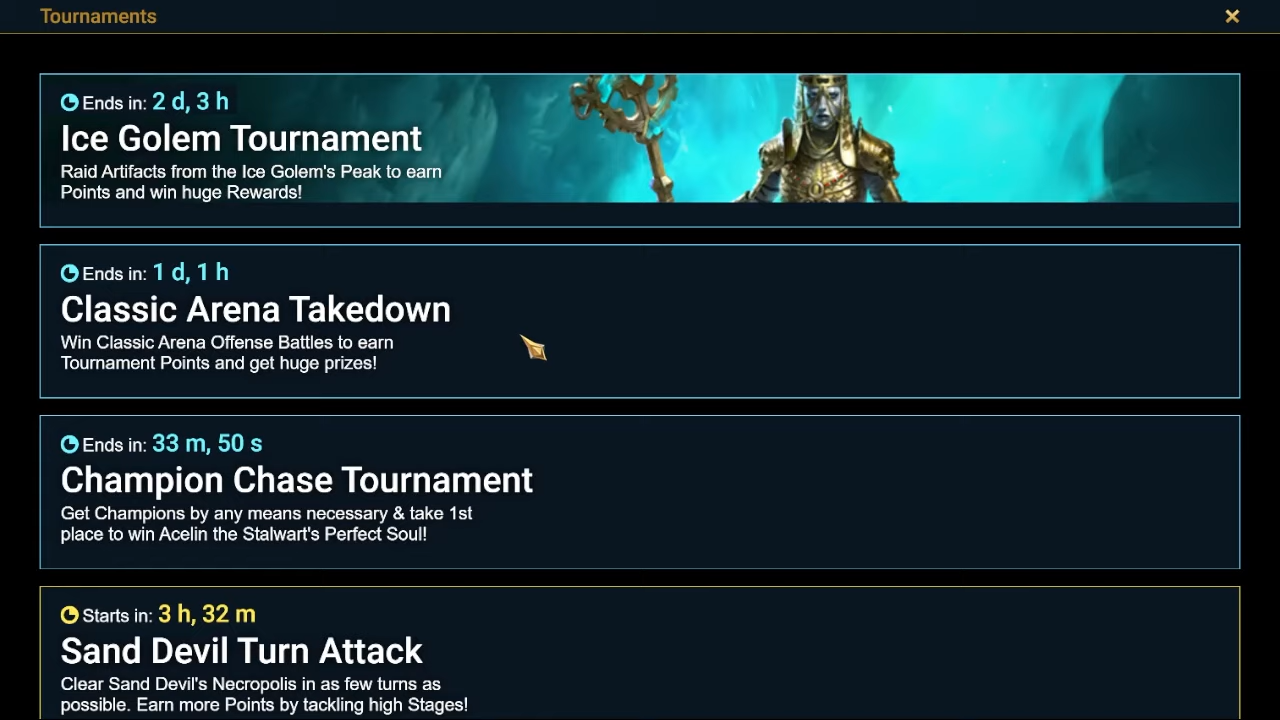 Tournaments
Ends in: 2 d, 3 h
Ice Golem Tournament
Raid Artifacts from the Ice Golem's Peak to earn
Points and win huge Rewards!
Ends in: 1 d, 1 h
Classic Arena Takedown
Win Classic Arena Offense Battles to earn
Tournament Points and get huge prizes!
Ends in: 33 m, 50 s
Champion Chase Tournament
Get Champions by any means necessary & take 1st
place to win Acelin the Stalwart's Perfect Soul!
Starts in: 3 h, 32 m
Sand Devil Turn Attack
Clear Sand Devil's Necropolis in as few turns as
possible. Earn more Points by tackling high Stages!